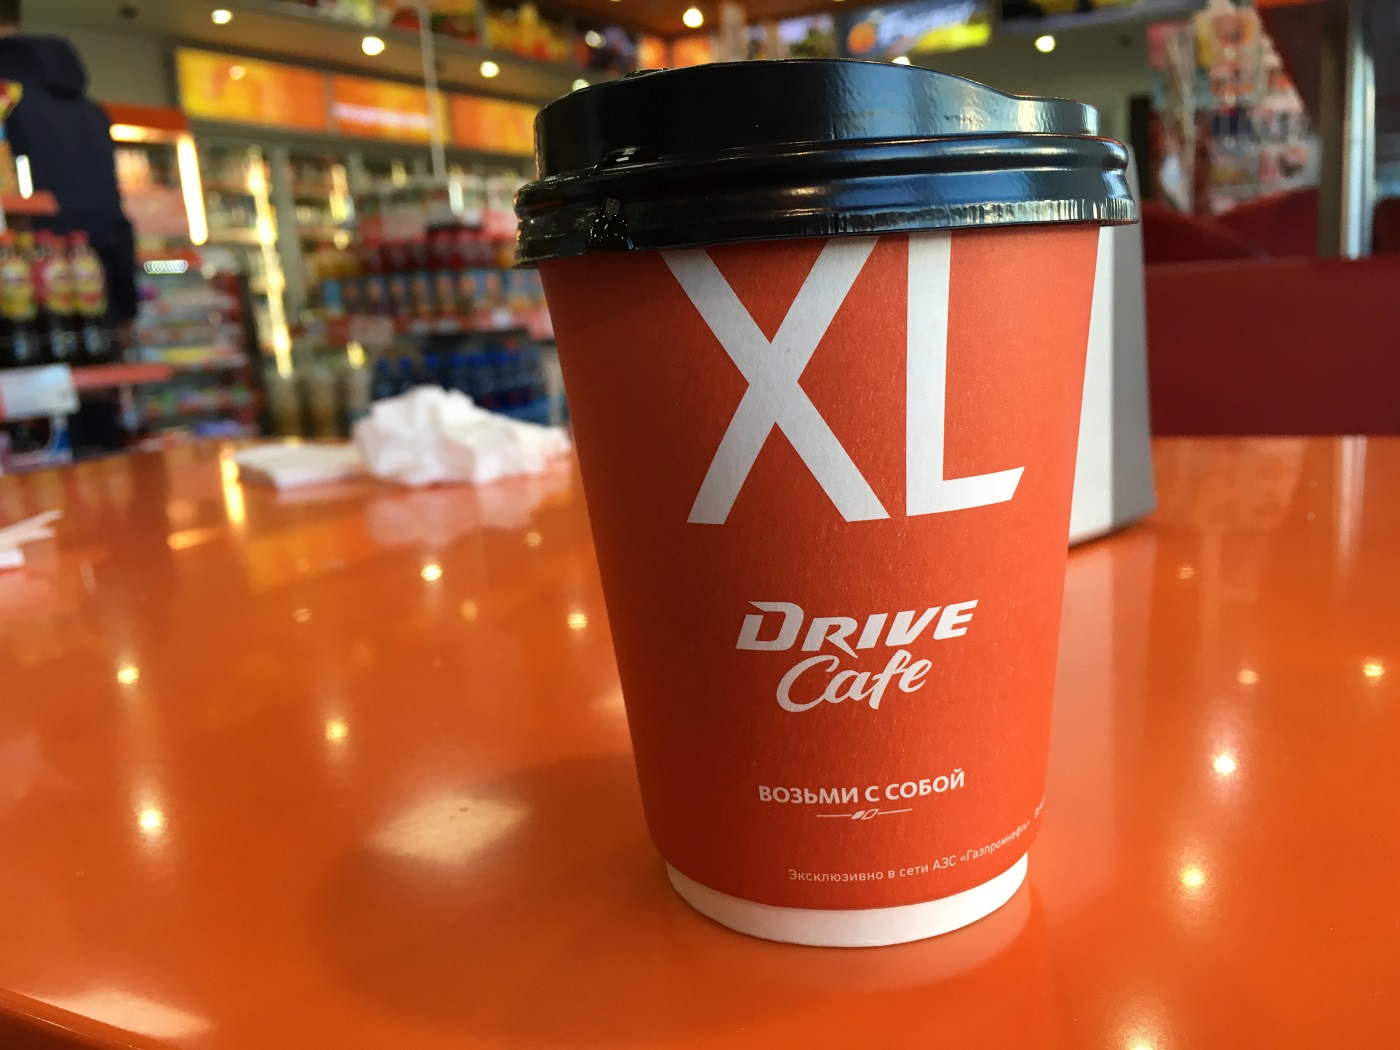 XL
DRIVE
Cafe
ВОЗЬМИ С СОБОЙ
Эксклюзивно в сети АЗС «Газпромнефть»